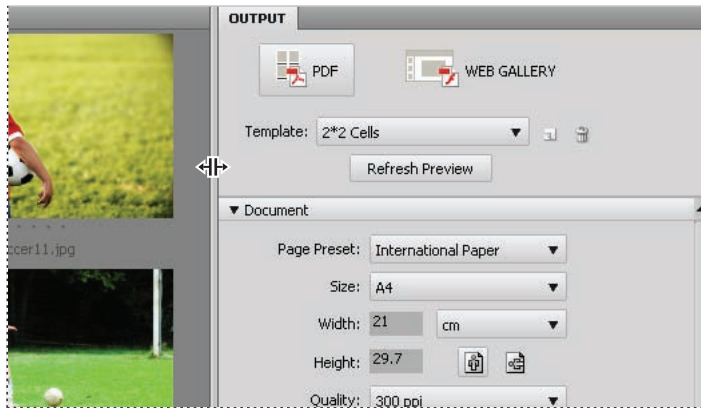 OUTPUT
PDF
WEB GALLERY
Template: 2*2 Cells
Refresh Preview
Document
ccer11.jpg
Page Preset: International Paper
Size: A4
Width: 21 cm
Height: 29.7
Quality: 300 ppi